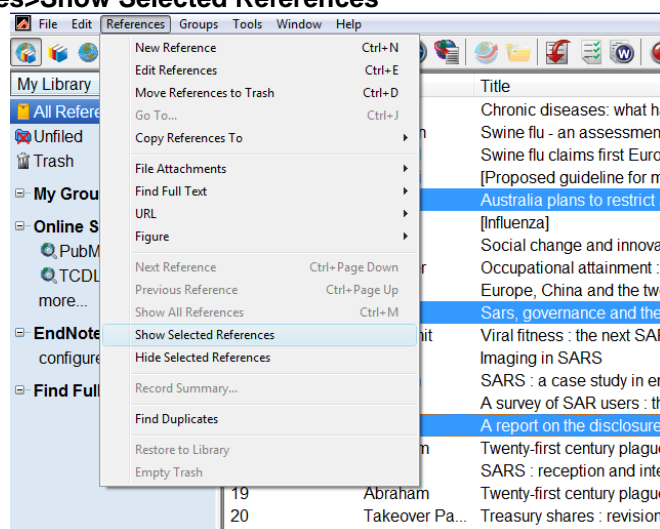 es>Show Selected References
File Edit References Groups Tools Window Help
My Library
All Refere
Unfiled
Trash
My Grou
Online S
PubM
TCDL
more...
EndNote
configure
Find Full
New Reference Ctrl+N
Edit References Ctrl+E
Move References to Trash Ctrl+D
Go To... Ctrl+J
Copy References To
File Attachments
Find Full Text
URL
Figure
Next Reference Ctrl+Page Down
Previous Reference Ctrl+Page Up
Show All References Ctrl+M
Show Selected References
Hide Selected References
Record Summary...
Find Duplicates
Restore to Library
Empty Trash
Title
Chronic diseases: what h
Swine flu - an assessmen
Swine flu claims first Euro
[Proposed guideline for m
Australia plans to restrict
[Influenza]
Social change and innova
r Occupational attainment :
Europe, China and the tw
Sars, governance and the
nit Viral fitness : the next SAR
Imaging in SARS
SARS : a case study in e
A survey of SAR users : th
A report on the disclosure
m Twenty-first century plague
SARS : reception and inte
19 Abraham Twenty-first century plague
20 Takeover Pa... Treasury shares : revision